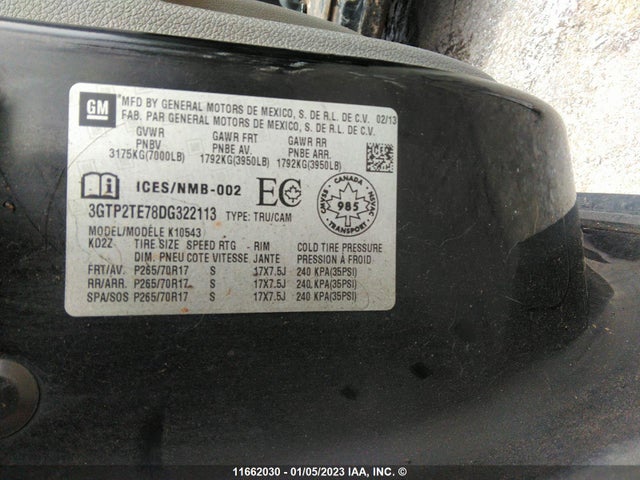 GM
*MFD BY GENERAL MOTORS DE MEXICO, S. DE R.L. DE C.V. 02/13
FAB. PAR GENERAL MOTORS DE MEXICO, S. DE R.L. DE C.V.
GVWR GAWR FRT GAWR RR
PNBV PNBE AV. PNBE ARR.
3175KG(7000LB) 1792KG(3950LB) 1792KG(3950LB)
ICES/NMB-002 EC
CANADA NSVAC
985
SVMAC TRANSPORT
3GTP2TE78DG322113 TYPE: TRU/CAM
MODEL/MODÈLE K10543
KD2Z TIRE SIZE SPEED RTG - RIM COLD TIRE PRESSURE
DIM. PNEU COTE VITESSE JANTE PRESSION À FROID
FRT/AV. P265/70R17 S 17X7.5J 240 KPA(35PSI)
RR/ARR. P265/70R17 S 17X7.5J 240 KPA(35PSI)
SPA/SOS P265/70R17 S 17X7.5J 240 KPA(35PSI)
11662030 - 01/05/2023 IAA, INC. ©